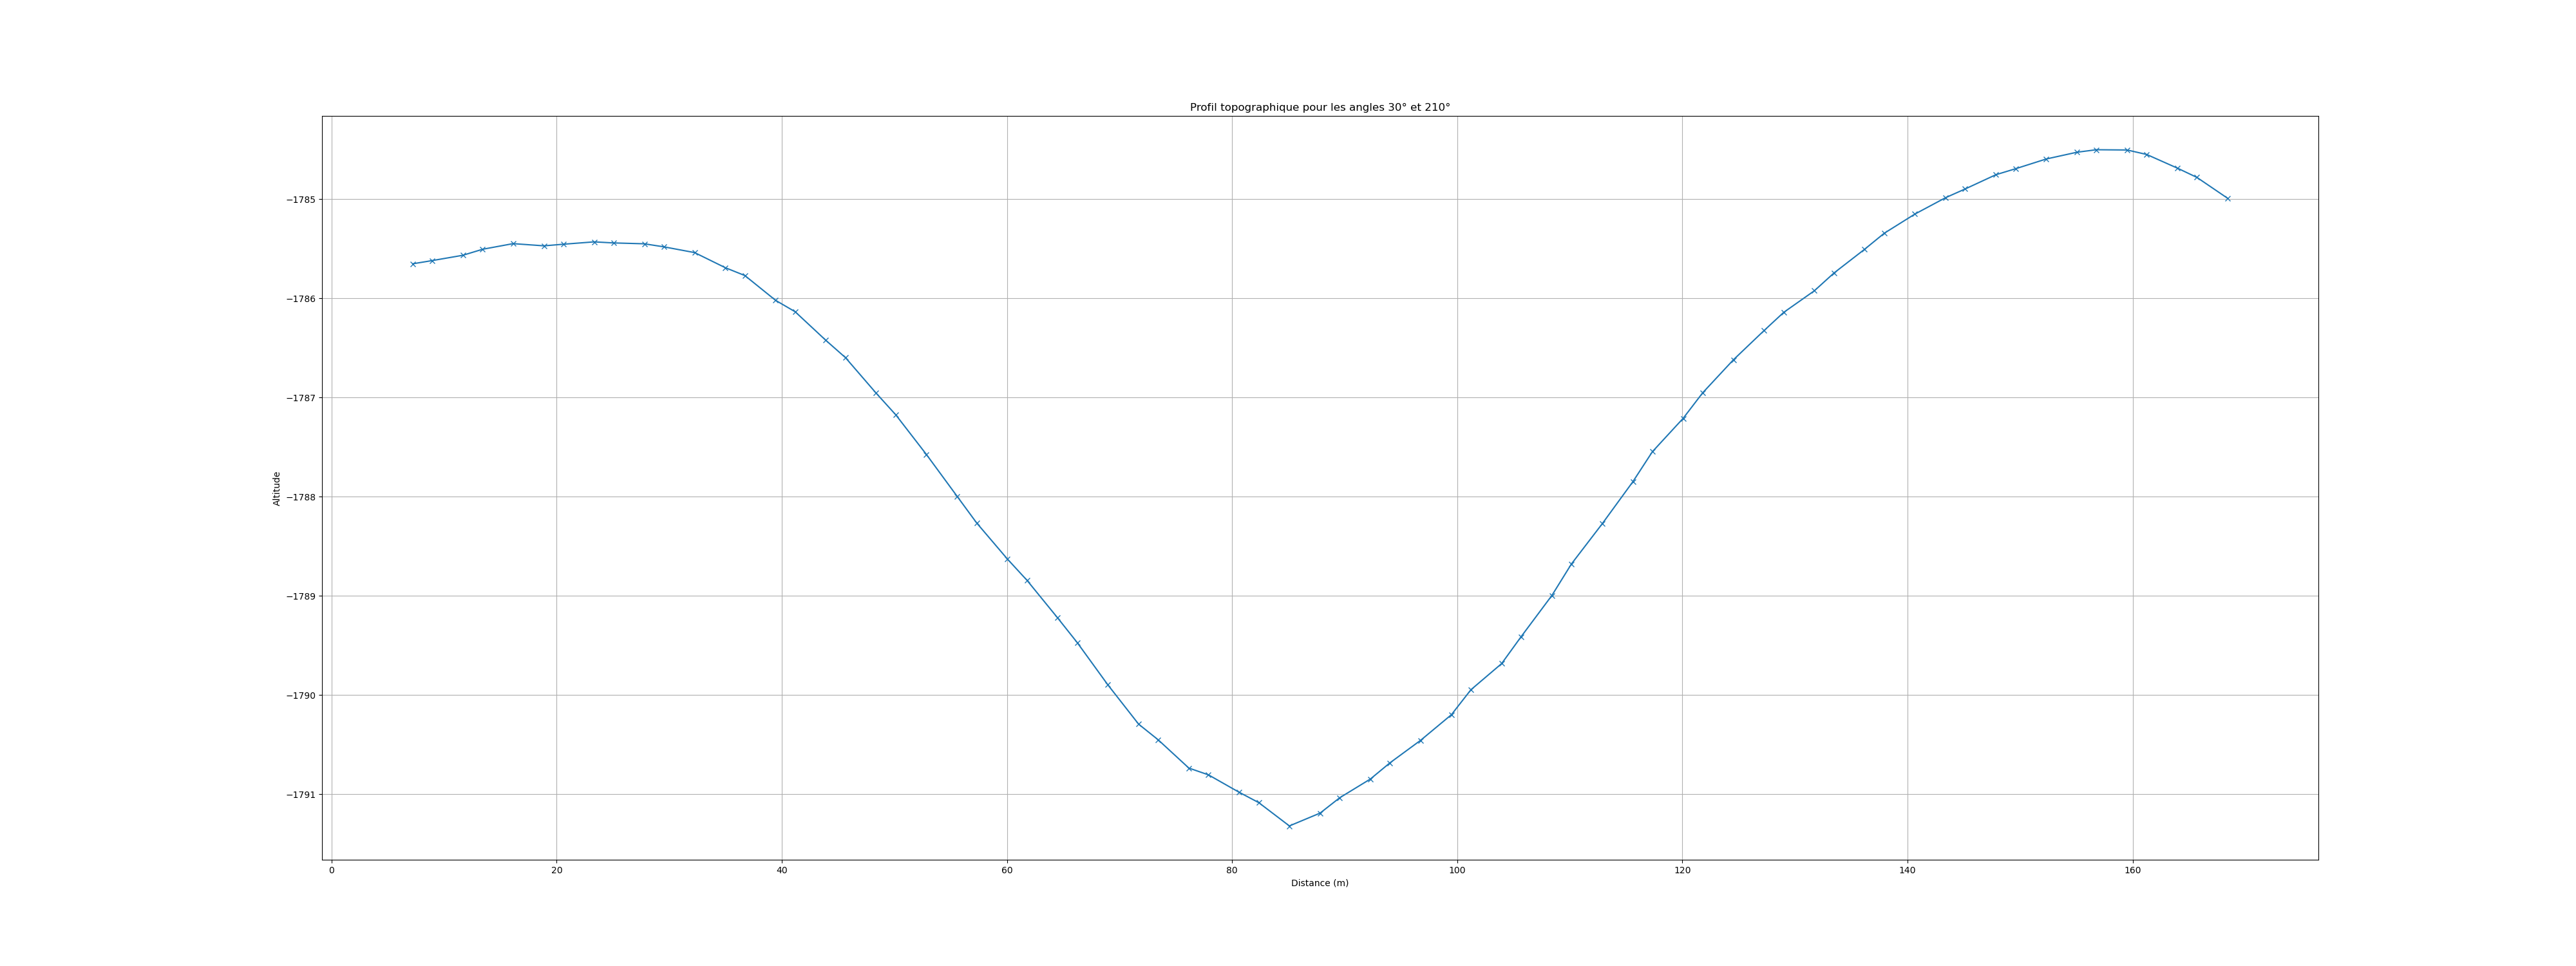 Profil topographique pour les angles 30° et 210°
Altitude
−1785
−1786
−1787
−1788
−1789
−1790
−1791
0 20 40 60 80 100 120 140 160
Distance (m)